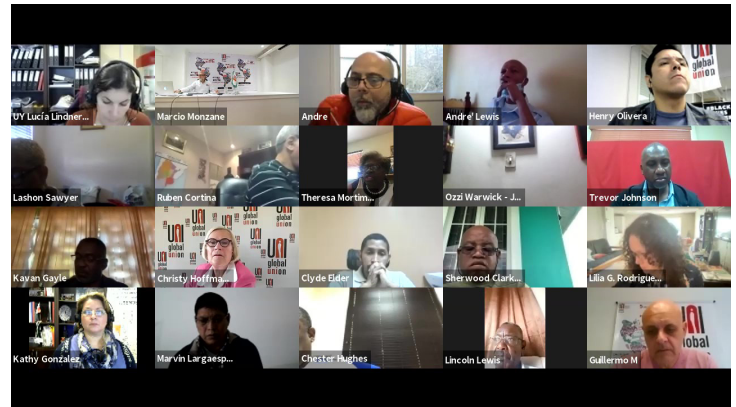 UY Lucía Lindner...
Marcio Monzane
Andre
Andre' Lewis
UNI
global
union
Henry Olivera
#BLACK
Lashon Sawyer
Ruben Cortina
Theresa Mortim...
Ozzi Warwick - J...
Trevor Johnson
Kavan Gayle
UNI
global
union
Christy Hoffma...
Clyde Elder
Sherwood Clark...
Lilia G. Rodrigue...
Kathy Gonzalez
Marvin Largaesp...
Chester Hughes
Lincoln Lewis
UNI
global
Guillermo M